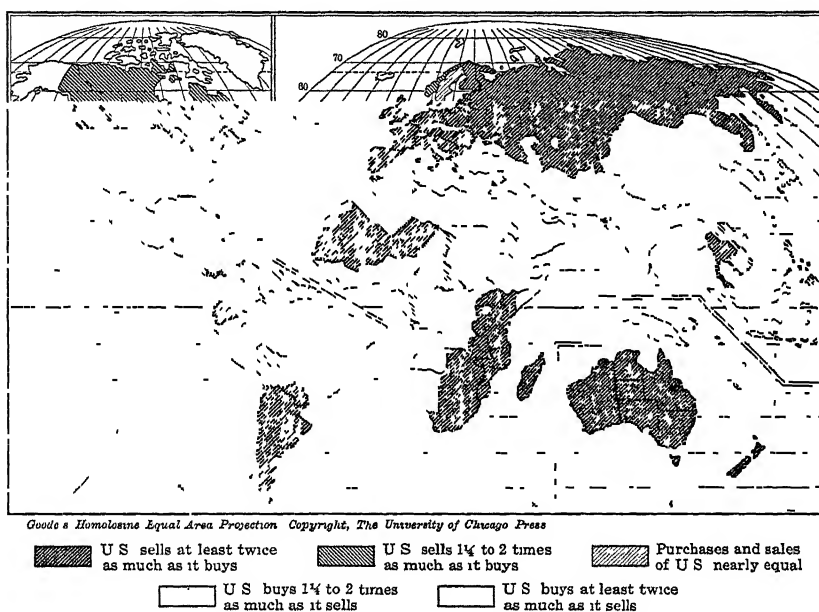 80
80
70
60
60
Goode s Homolosine Equal Area Projection Copyright, The University of Chicago Press
U S sells at least twice
as much as it buys
U S sells 1¼ to 2 times
as much as it buys
Purchases and sales
of U S nearly equal
U S buys 1¼ to 2 times
as much as it sells
U S buys at least twice
as much as it sells